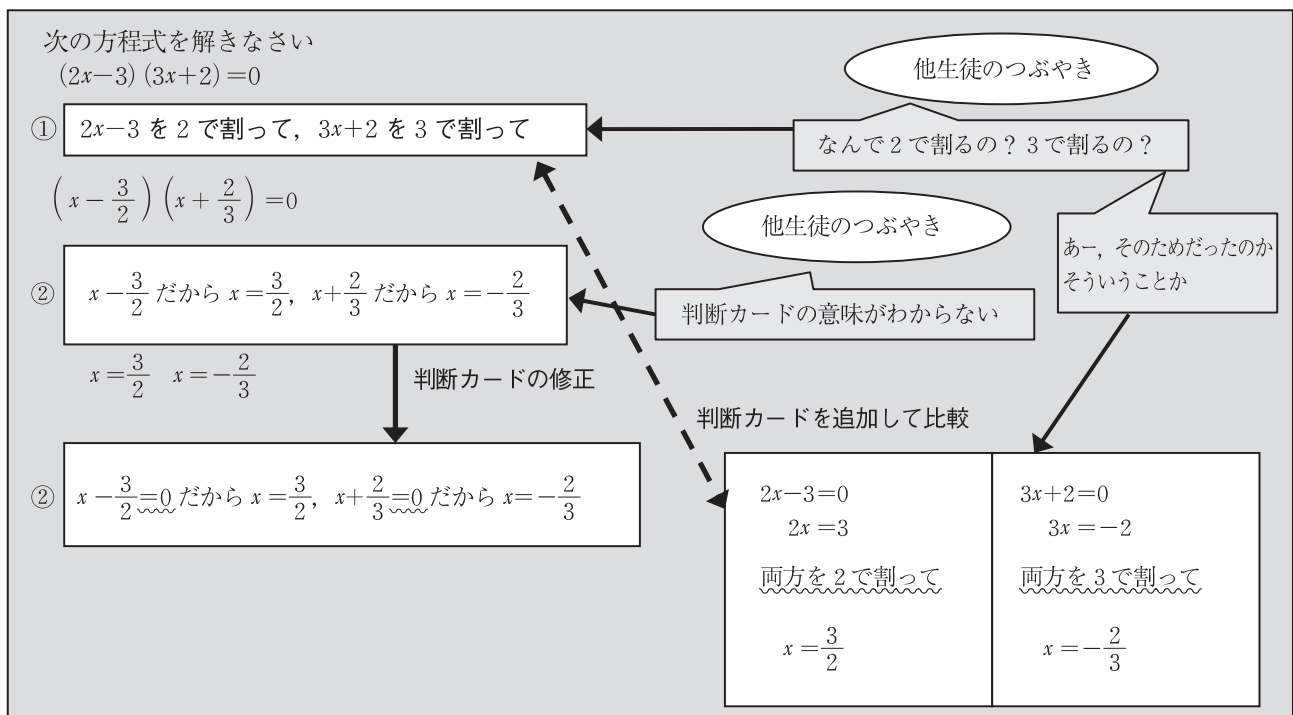 次の方程式を解きなさい
(2x−3)(3x+2)=0
他生徒のつぶやき
① 2x−3を2で割って，3x+2を3で割って
なんで2で割るの？3で割るの？
(x−3/2)(x+2/3)=0
他生徒のつぶやき
あー，そのためだったのか
そういうことか
② x−3/2だからx=3/2，x+2/3だからx=−2/3
判断カードの意味がわからない
x=3/2 x=−2/3
判断カードの修正
判断カードを追加して比較
② x−3/2=0だからx=3/2，x+2/3=0だからx=−2/3
2x−3=0
2x=3
両方を2で割って
x=3/2
3x+2=0
3x=−2
両方を3で割って
x=−2/3